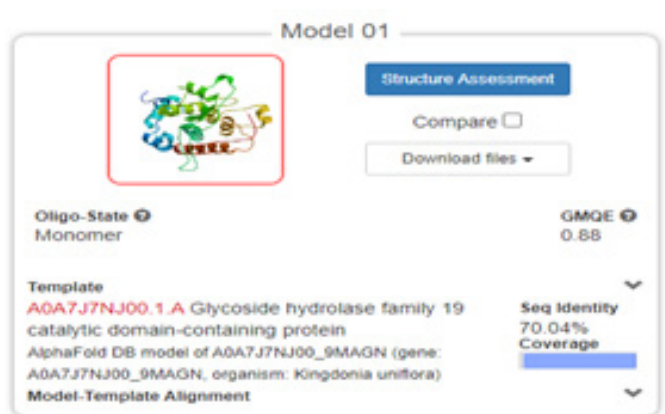 Model 01
Structure Assessment
Compare
Download files
Oligo-State
Monomer
GMQE
0.88
Template
A0A7J7NJ00.1.A Glycoside hydrolase family 19
catalytic domain-containing protein
AlphaFold DB model of A0A7J7NJ00_9MAGN (gene:
A0A7J7NJ00_9MAGN, organism: Kingdonia uniflora)
Seq Identity
70.04%
Coverage
Model-Template Alignment